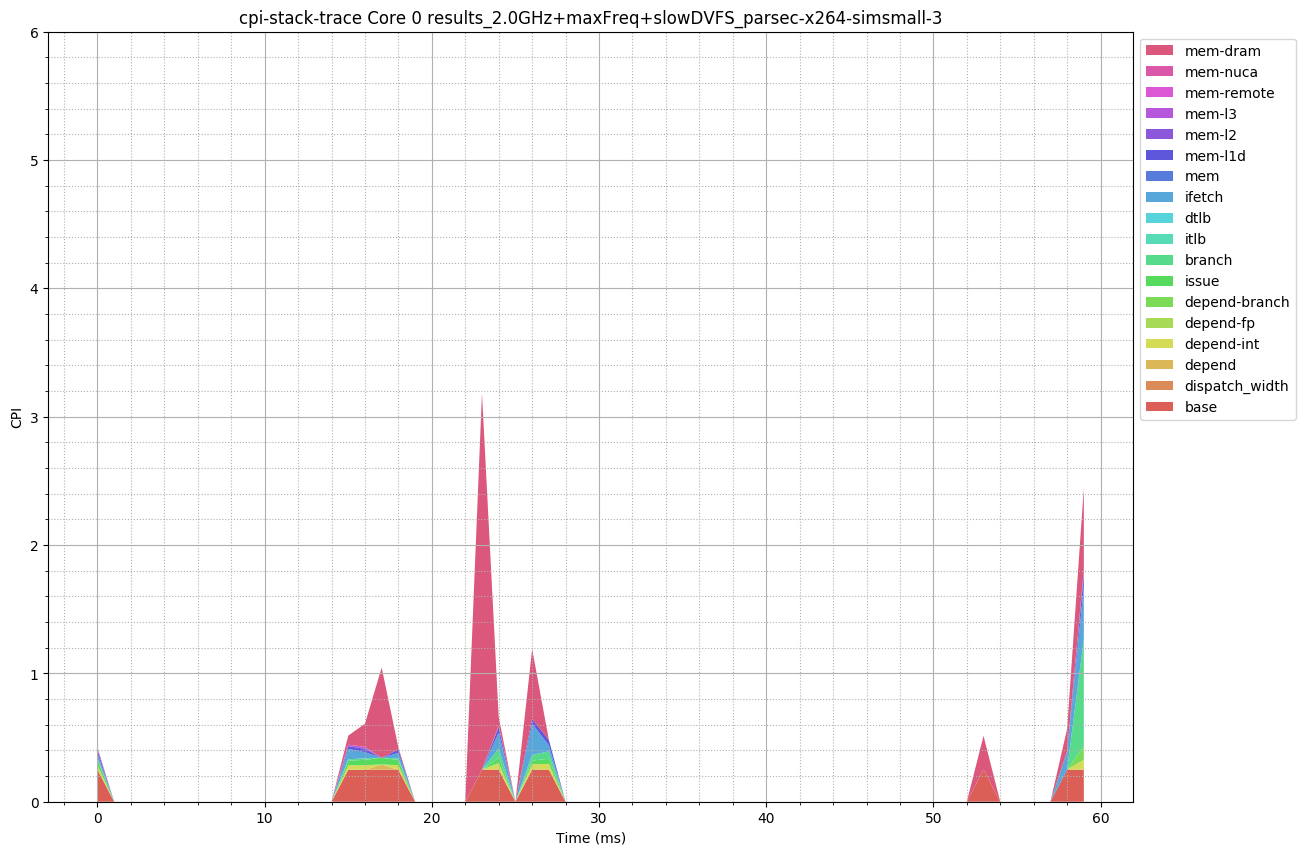 cpi-stack-trace Core 0 results_2.0GHz+maxFreq+slowDVFS_parsec-x264-simsmall-3
6
5
4
3
2
1
0
CPI
0 10 20 30 40 50 60
Time (ms)
mem-dram
mem-nuca
mem-remote
mem-l3
mem-l2
mem-l1d
mem
ifetch
dtlb
itlb
branch
issue
depend-branch
depend-fp
depend-int
depend
dispatch_width
base